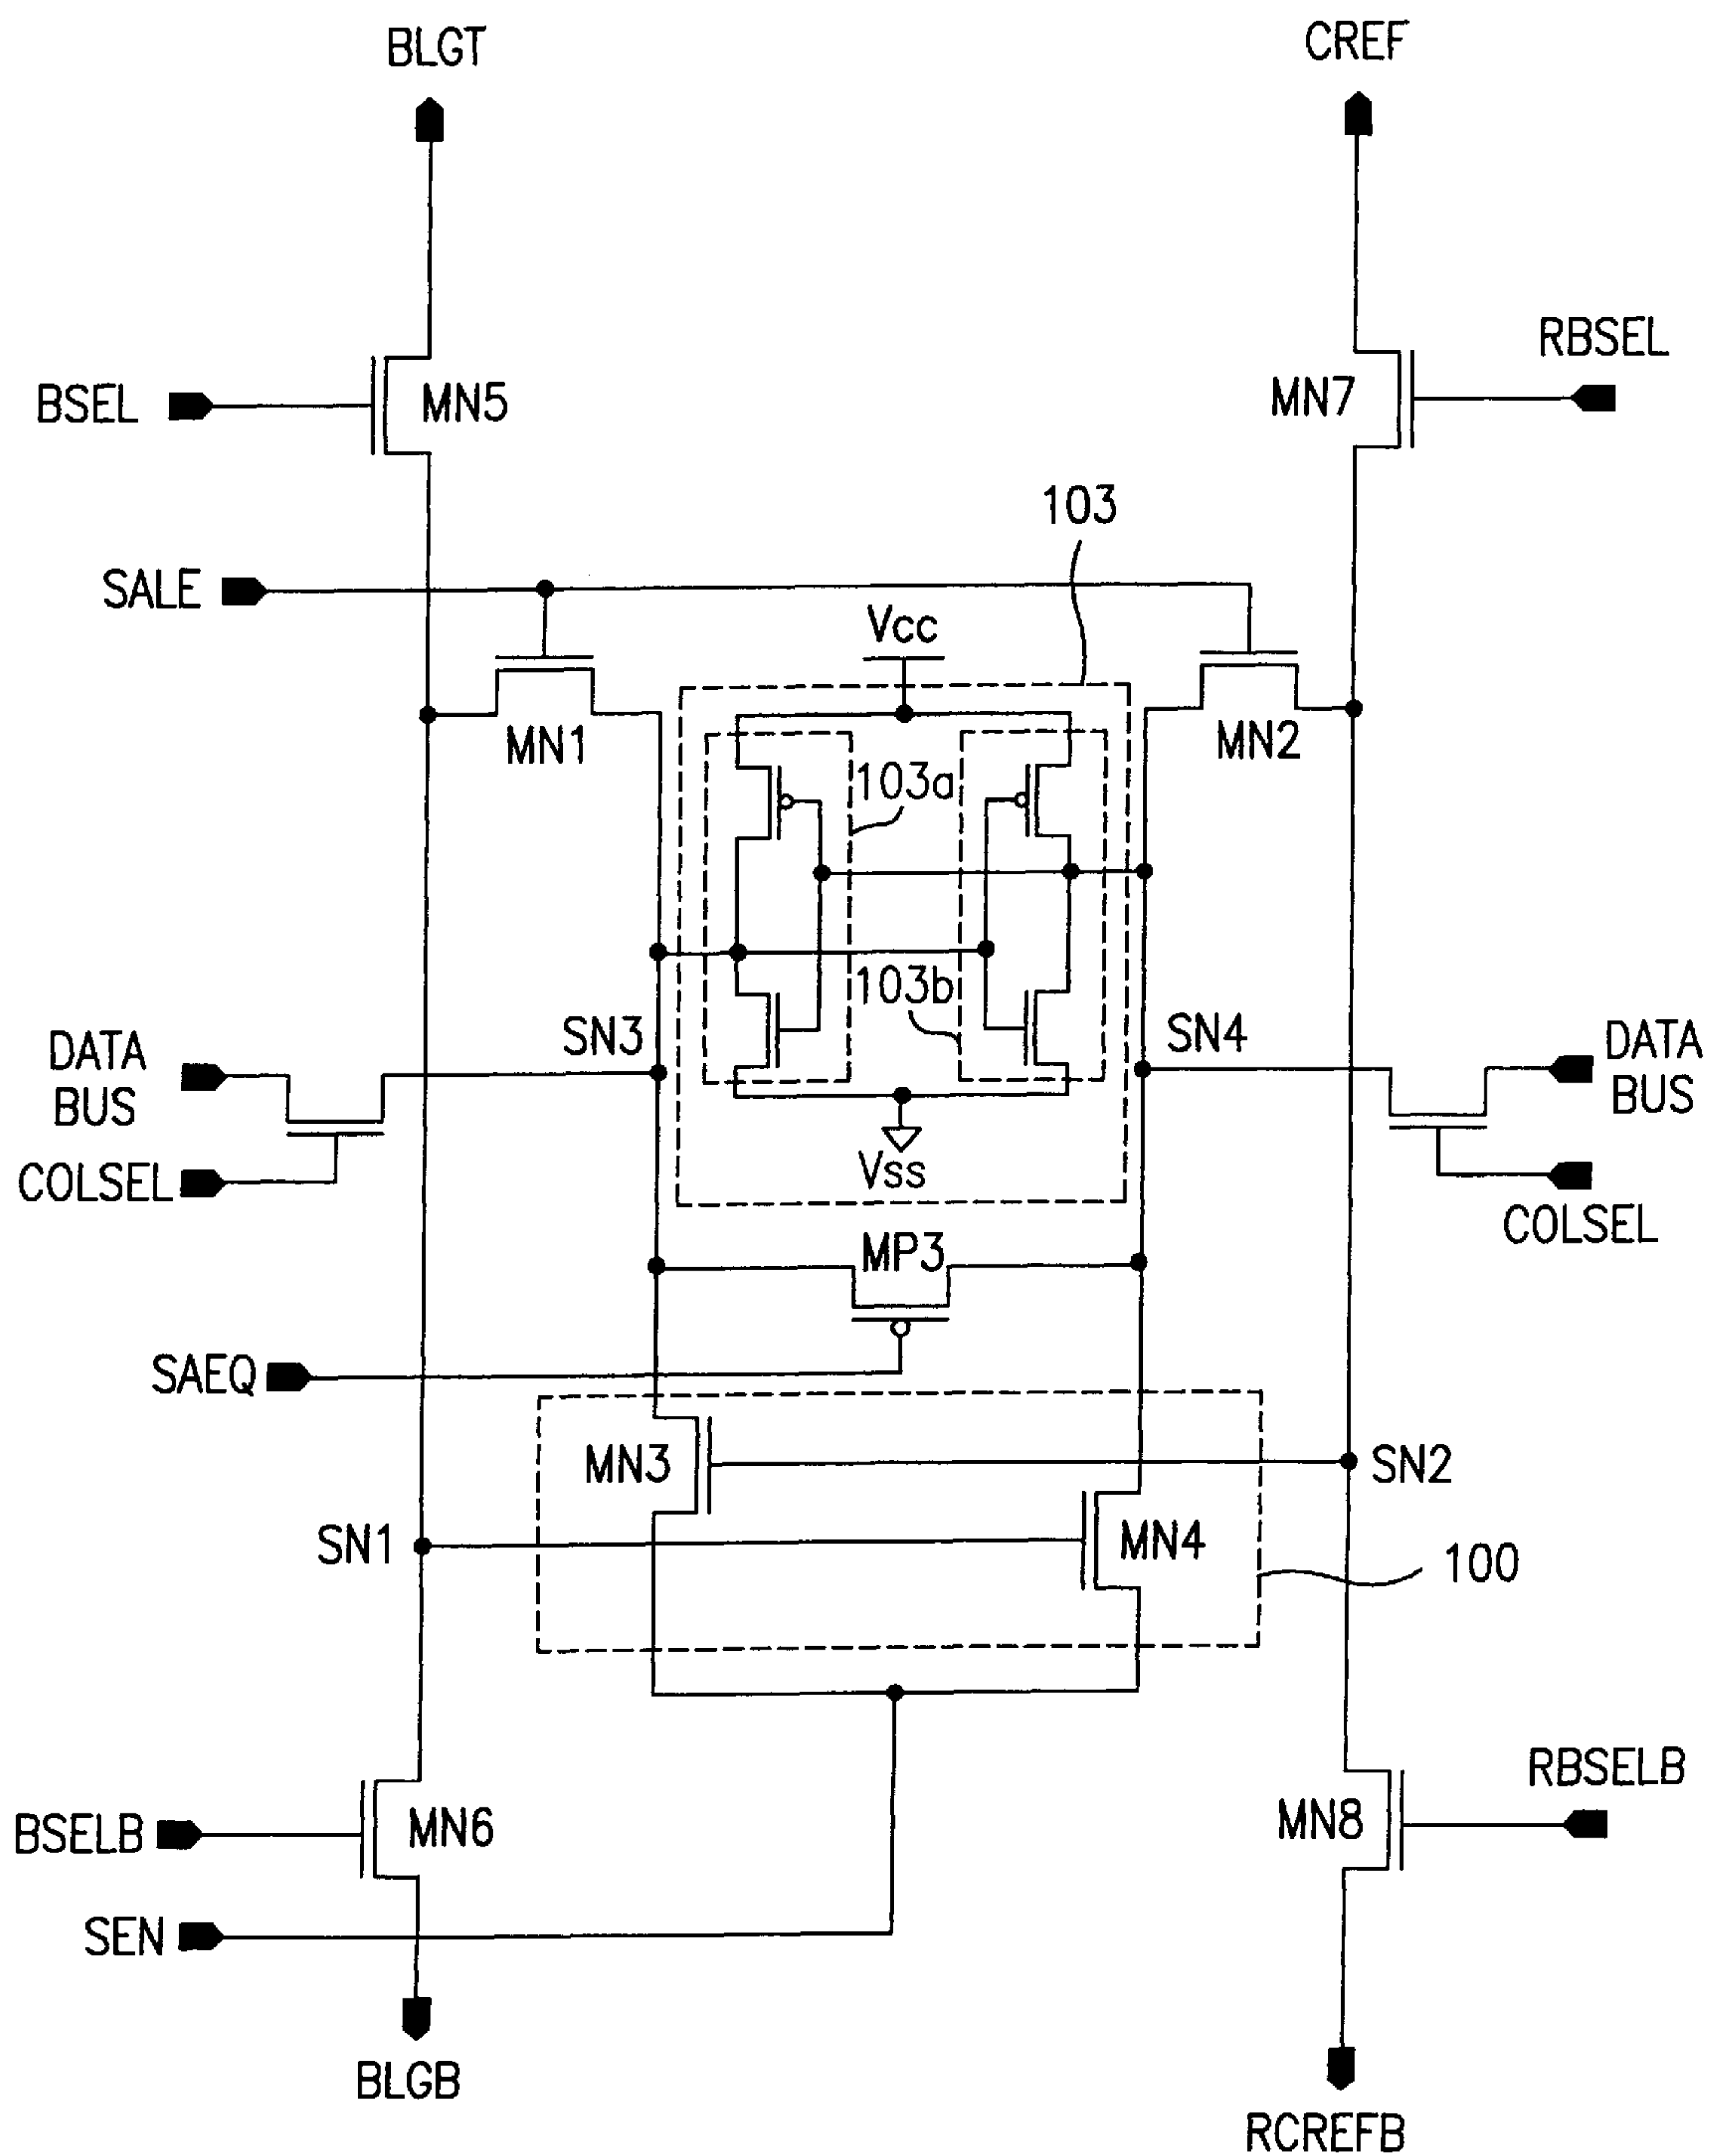 BLGT
CREF
RBSEL
BSEL
MN5
MN7
103
SALE
Vcc
MN1
MN2
103a
103b
SN3
SN4
DATA
BUS
DATA
BUS
COLSEL
Vss
COLSEL
MP3
SAEQ
MN3
SN2
SN1
MN4
100
RBSELB
BSELB
MN6
MN8
SEN
BLGB
RCREFB